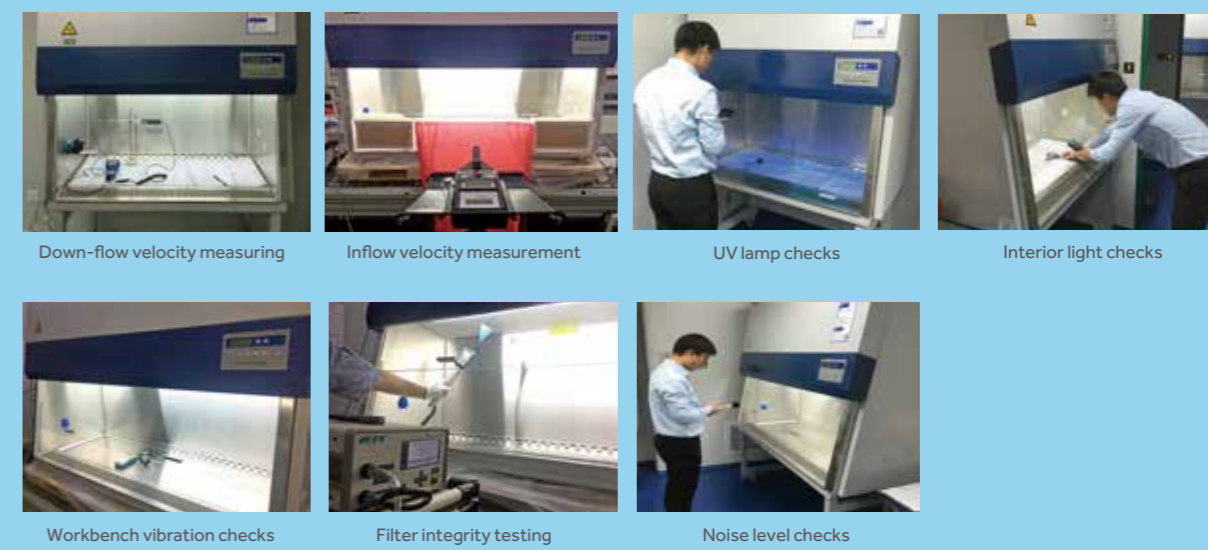 Down-flow velocity measuring
Inflow velocity measurement
UV lamp checks
Interior light checks
Workbench vibration checks
Filter integrity testing
Noise level checks